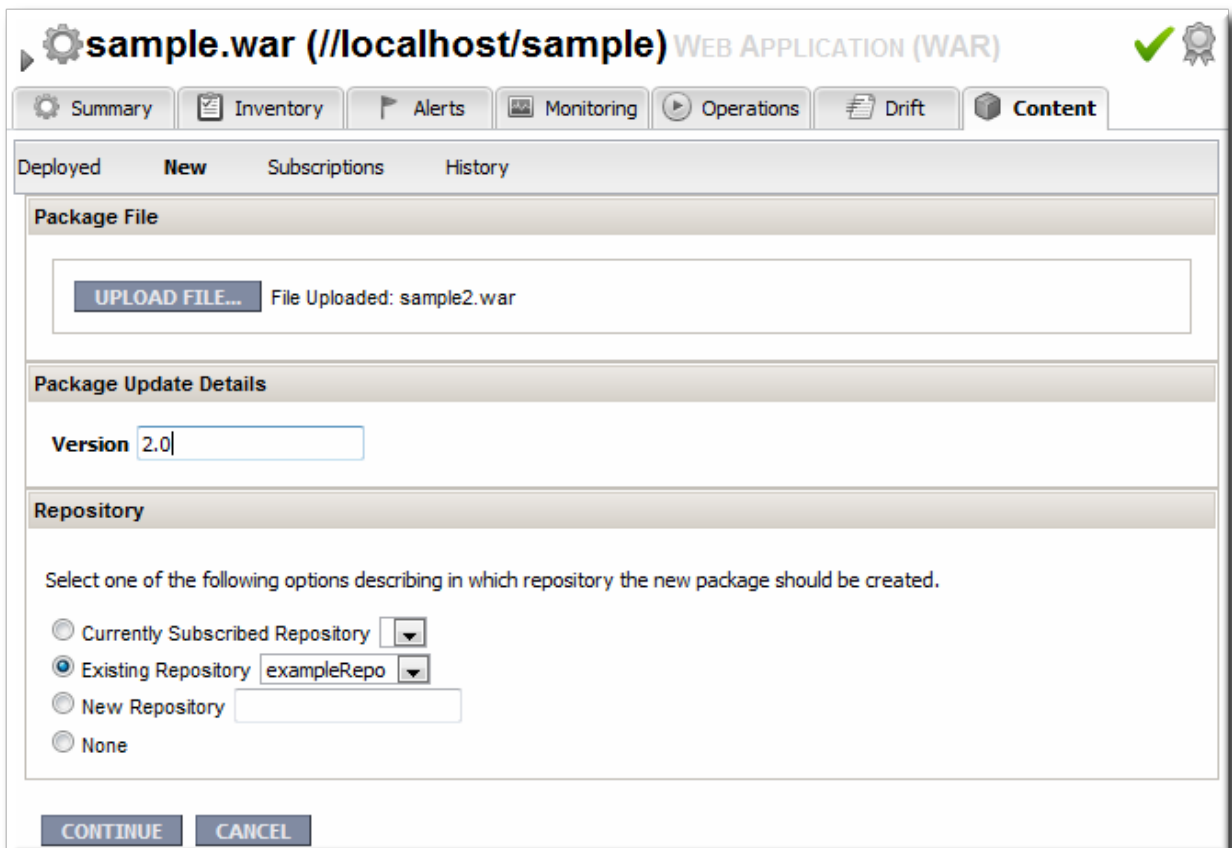 sample.war (//localhost/sample) WEB APPLICATION (WAR)
Summary Inventory Alerts Monitoring Operations Drift Content
Deployed New Subscriptions History
Package File
UPLOAD FILE... File Uploaded: sample2.war
Package Update Details
Version 2.0
Repository
Select one of the following options describing in which repository the new package should be created.
Currently Subscribed Repository
Existing Repository exampleRepo
New Repository
None
CONTINUE CANCEL